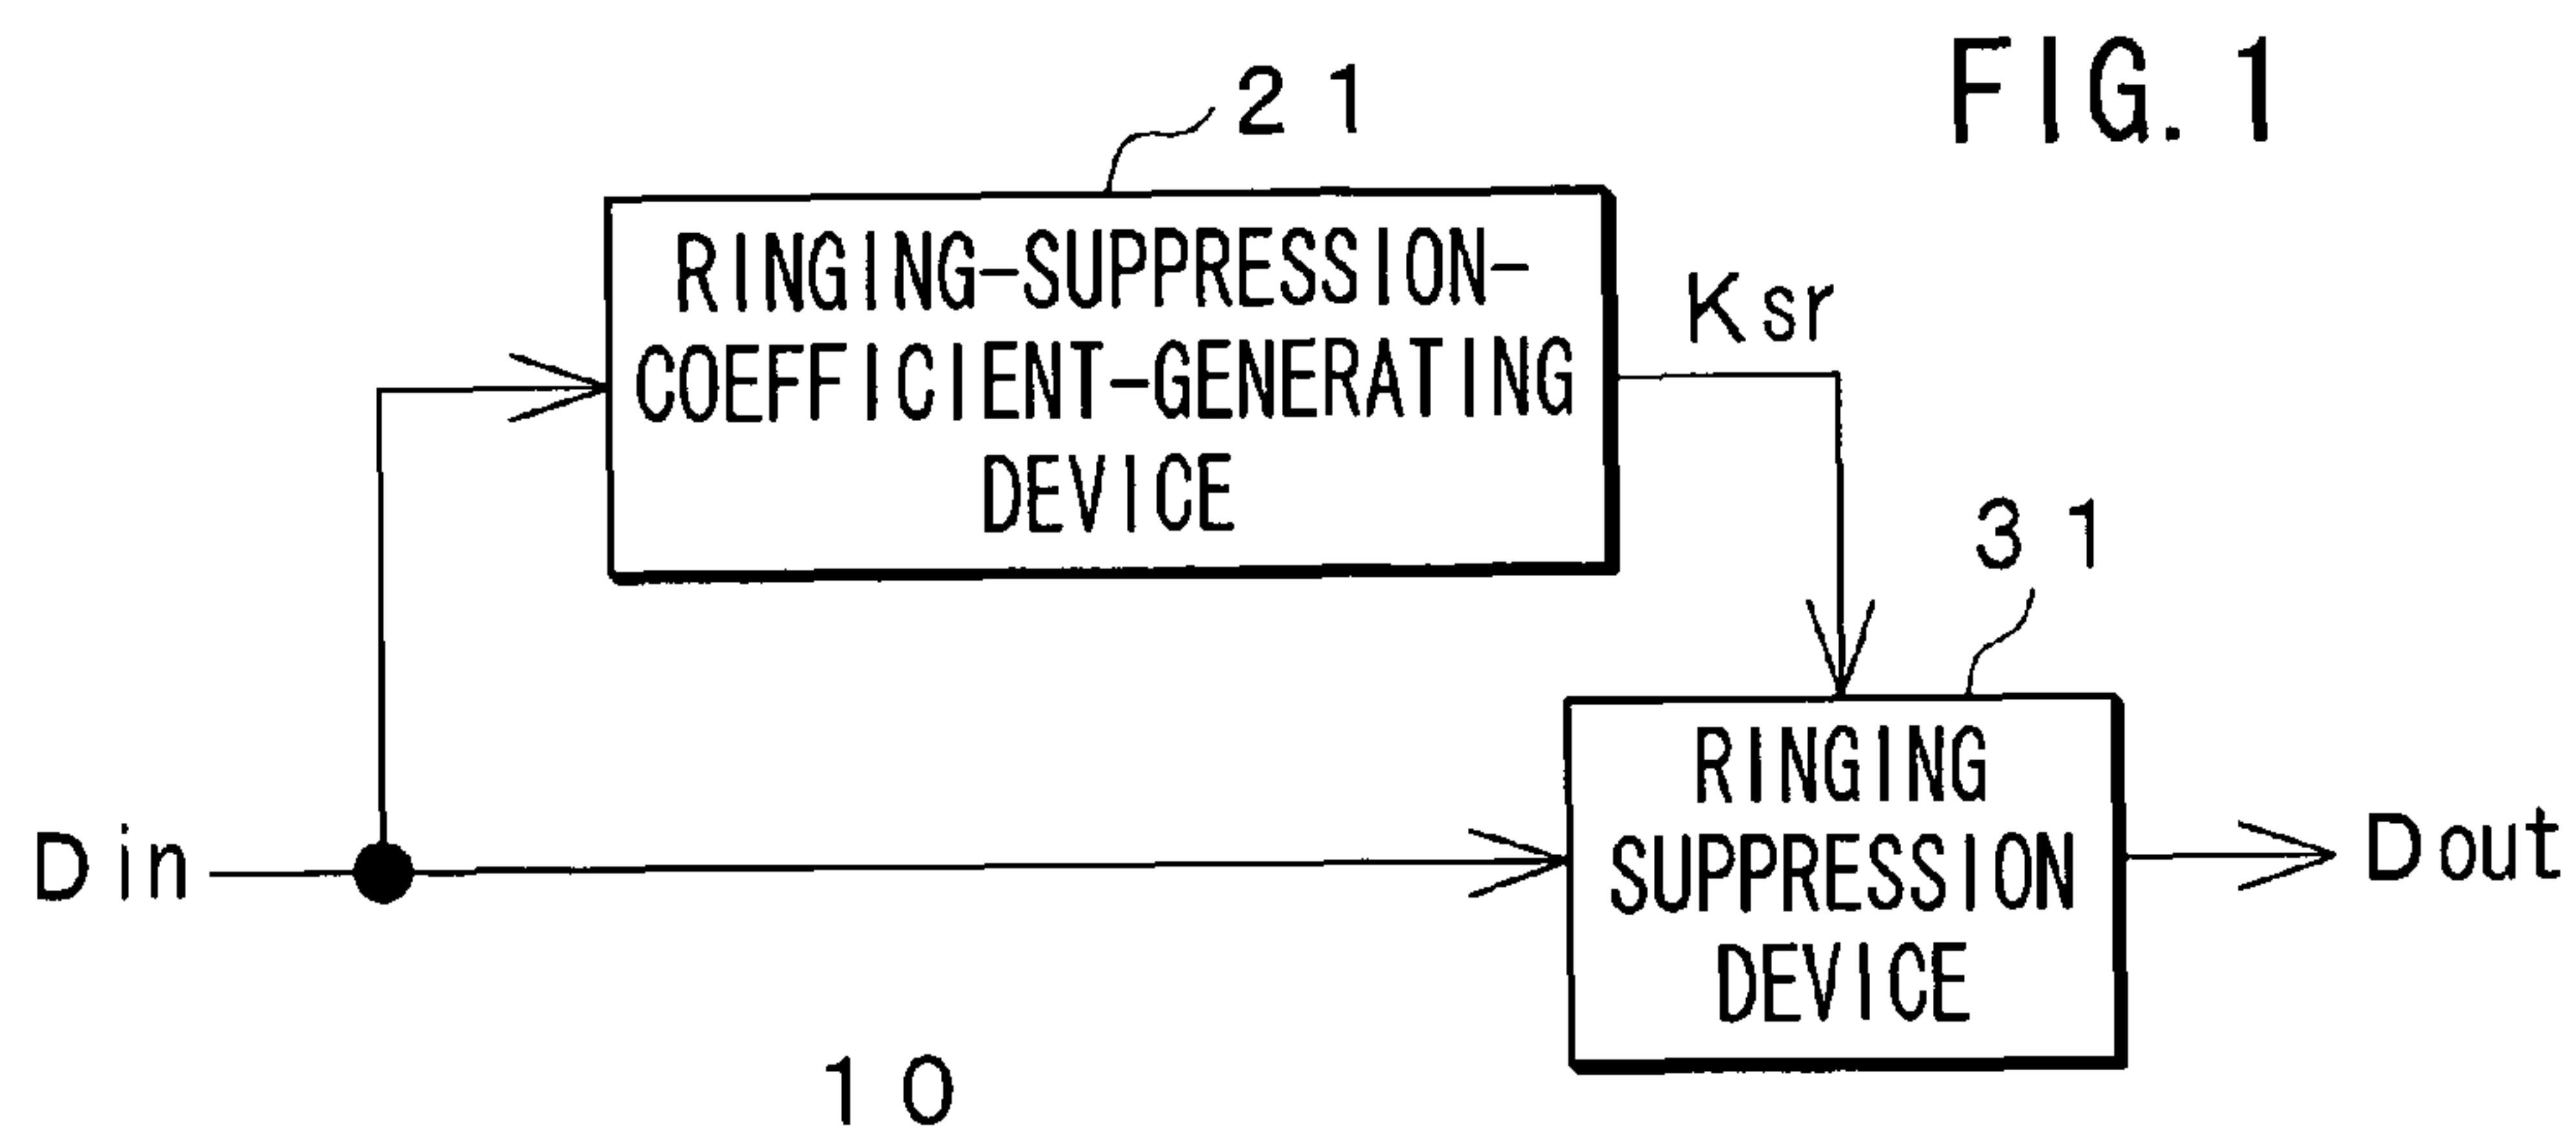 FIG. 1
21
RINGING-SUPPRESSION-
COEFFICIENT-GENERATING
DEVICE
Ksr
31
RINGING
SUPPRESSION
DEVICE
Din
Dout
10